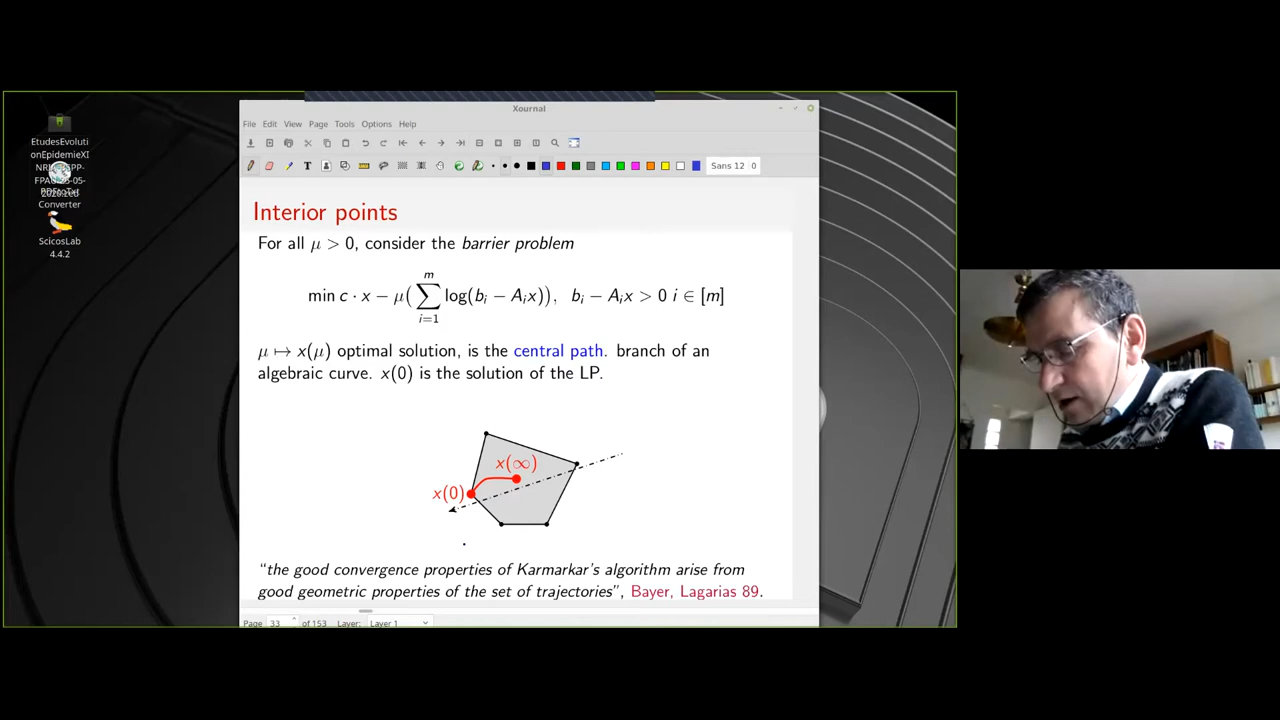 Xournal
File Edit View Page Tools Options Help
Sans 12 0
EtudesEvoluti
onEpidemieXI
Converter
ScicosLab
4.4.2
Interior points
For all μ > 0, consider the barrier problem
min c · x − μ( ∑_{i=1}^{m} log(b_i − A_i x)), b_i − A_i x > 0 i ∈ [m]
μ ↦ x(μ) optimal solution, is the central path. branch of an
algebraic curve. x(0) is the solution of the LP.
x(∞)
x(0)
“the good convergence properties of Karmarkar’s algorithm arise from
good geometric properties of the set of trajectories”, Bayer, Lagarias 89.
Page 33 of 153 Layer: Layer 1